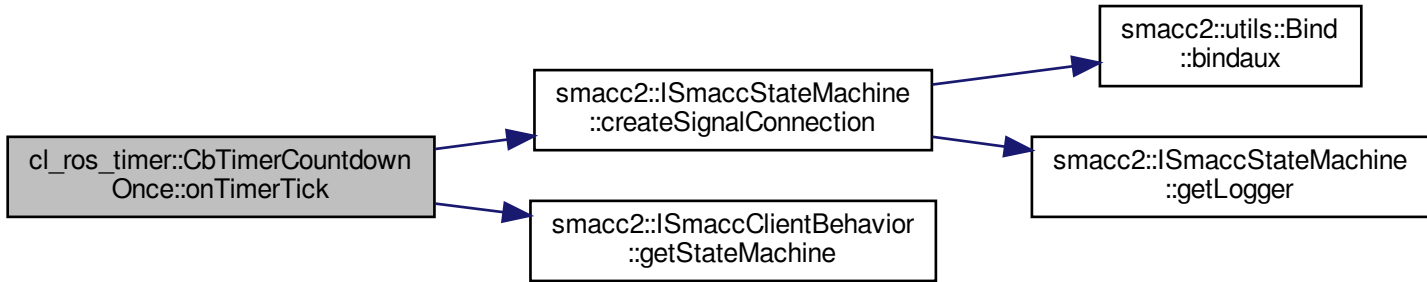 cl_ros_timer::CbTimerCountdown
Once::onTimerTick
smacc2::ISmaccStateMachine
::createSignalConnection
smacc2::utils::Bind
::bindaux
smacc2::ISmaccStateMachine
::getLogger
smacc2::ISmaccClientBehavior
::getStateMachine